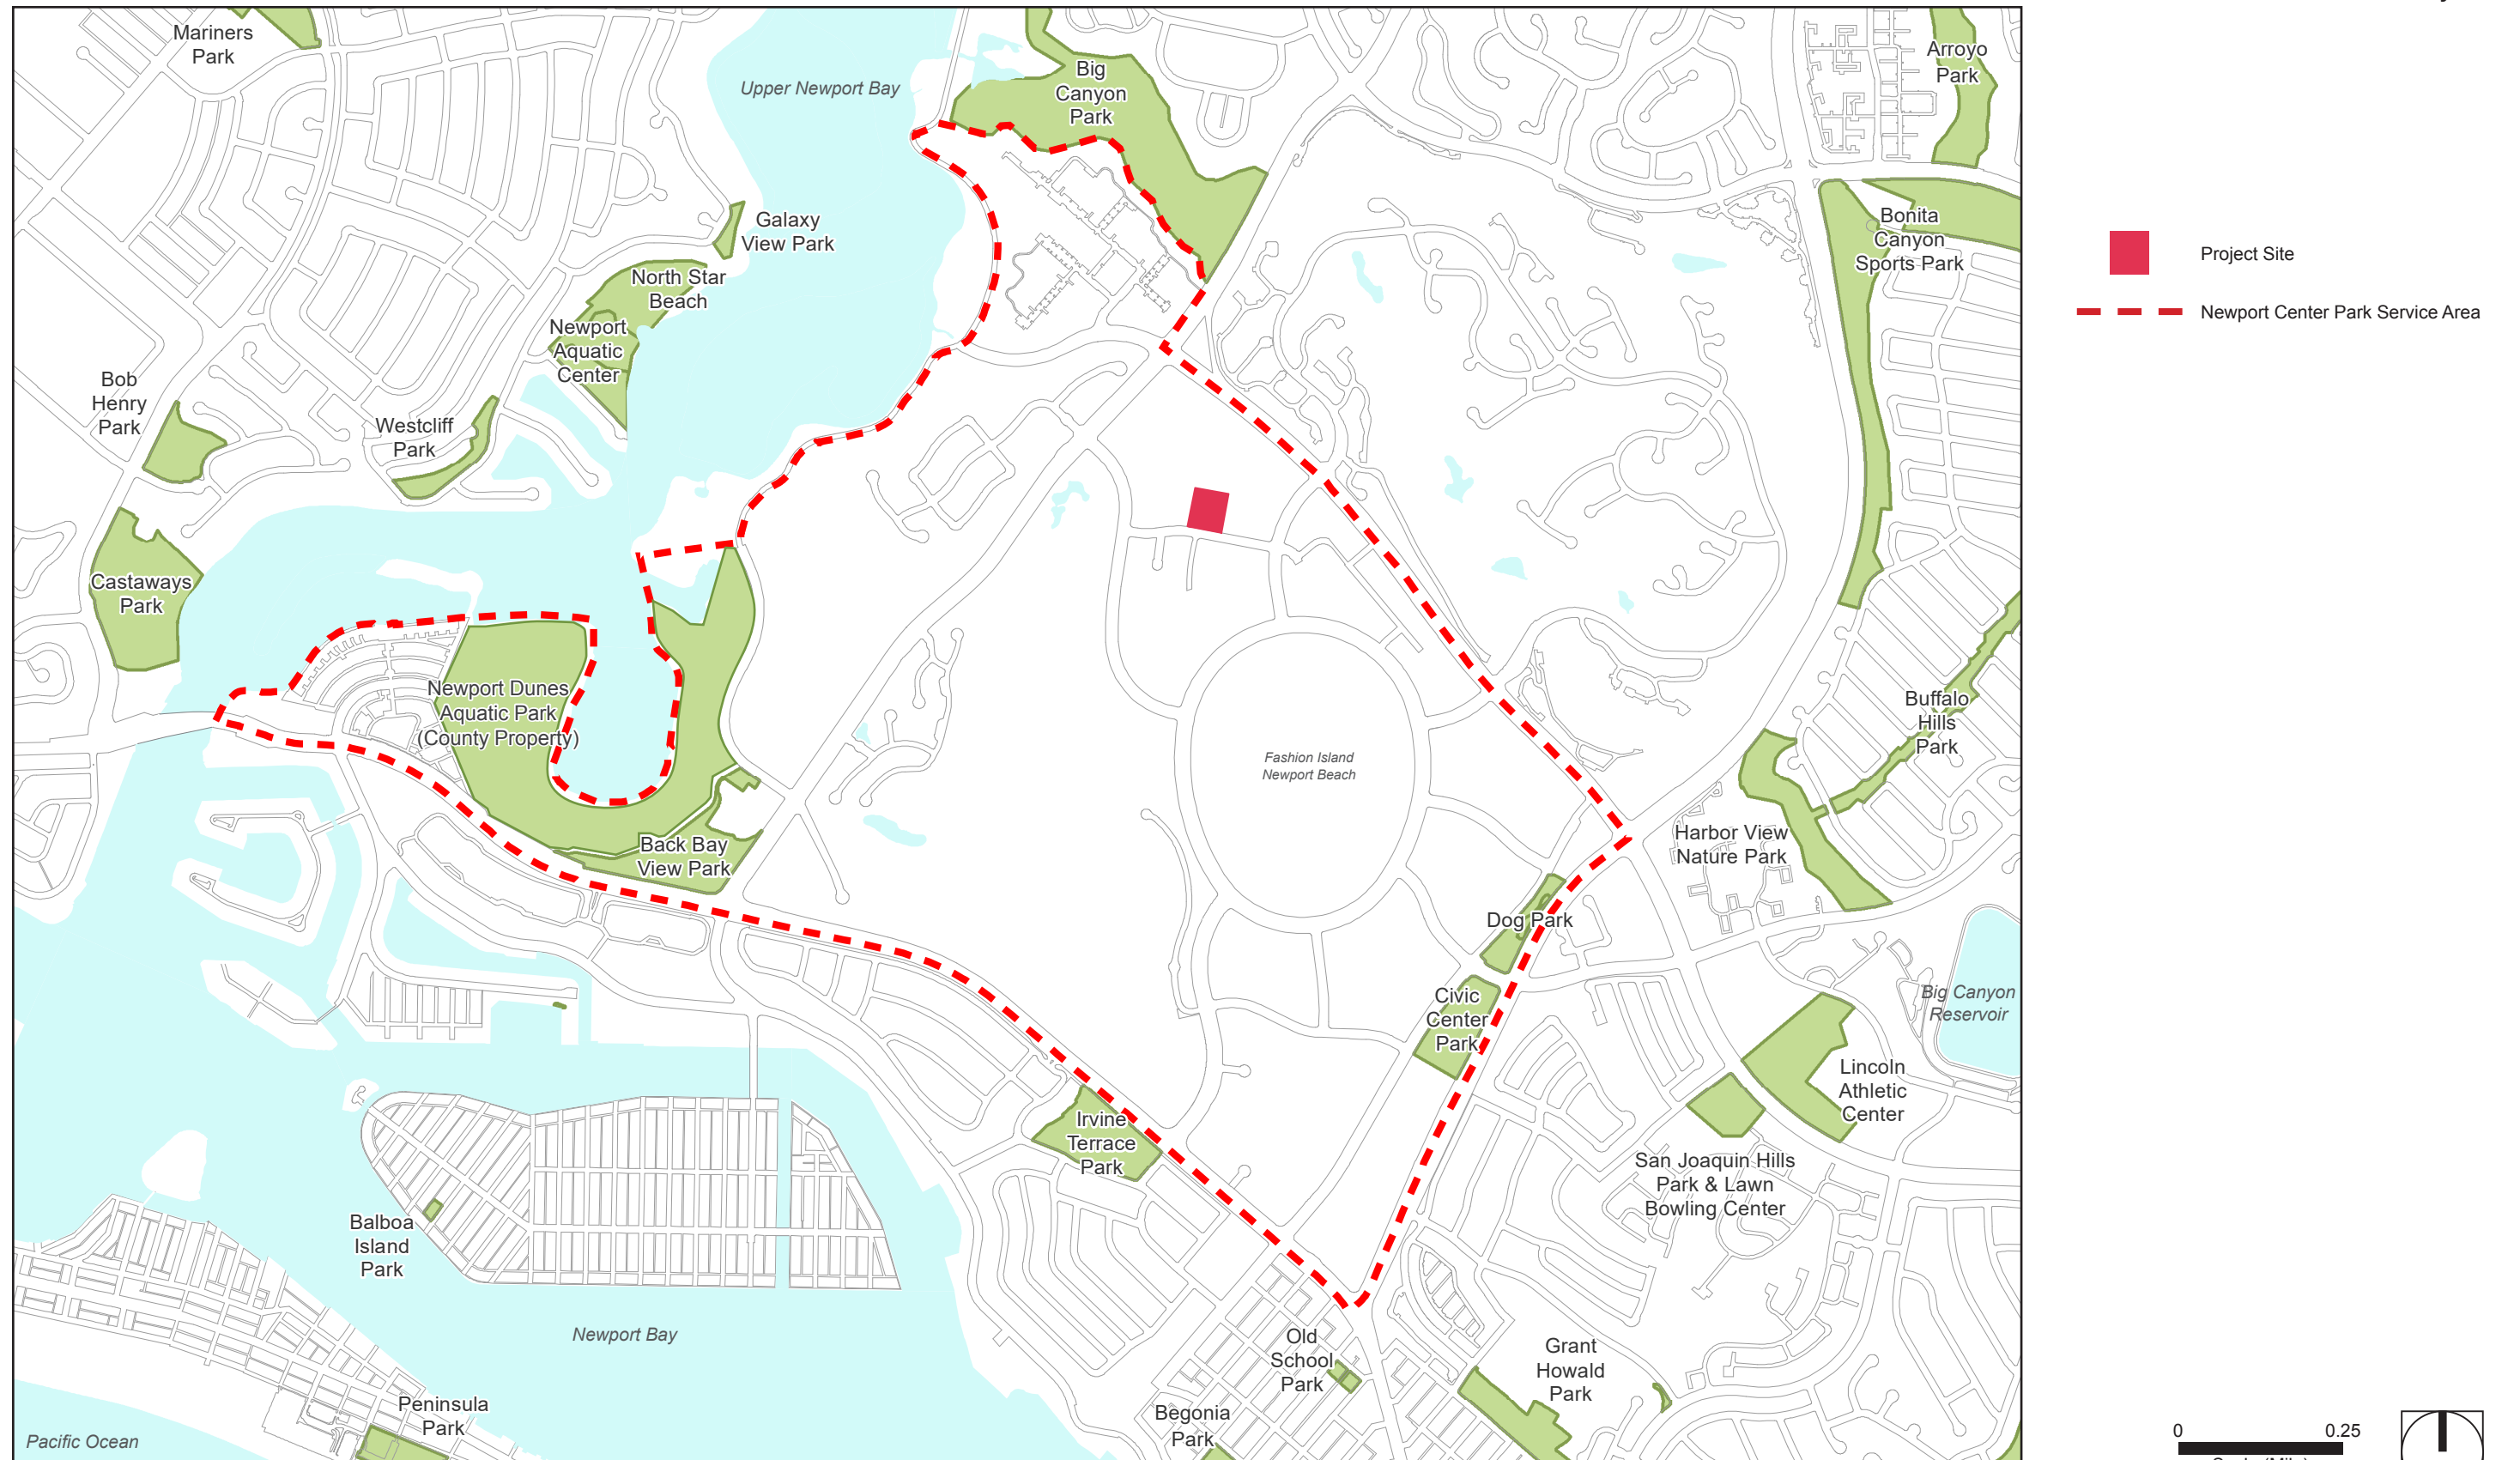 Mariners
Park
Upper Newport Bay
Big
Canyon
Park
Arroyo
Park
Galaxy
View Park
Bonita
Canyon
Sports Park
Project Site
North Star
Beach
Newport Center Park Service Area
Newport
Aquatic
Center
Bob
Henry
Park
Westcliff
Park
Castaways
Park
Newport Dunes
Aquatic Park
(County Property)
Buffalo
Hills
Park
Fashion Island
Newport Beach
Back Bay
View Park
Harbor View
Nature Park
Dog Park
Civic
Center
Park
Big Canyon
Reservoir
Lincoln
Athletic
Center
Irvine
Terrace
Park
San Joaquin Hills
Park & Lawn
Bowling Center
Balboa
Island
Park
Newport Bay
Old
School
Park
Grant
Howald
Park
Peninsula
Park
Begonia
Park
Pacific Ocean
0 0.25